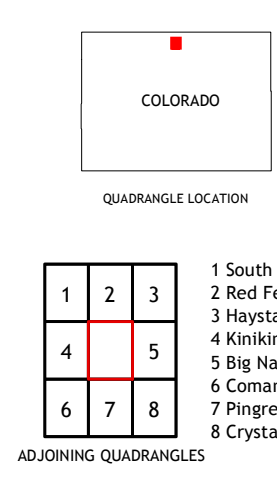 COLORADO
QUADRANGLE LOCATION
1 2 3
4 5
6 7 8
1 South
2 Red Fe
3 Haysta
4 Kinikin
5 Big Na
6 Coman
7 Pingre
8 Crysta
ADJOINING QUADRANGLES